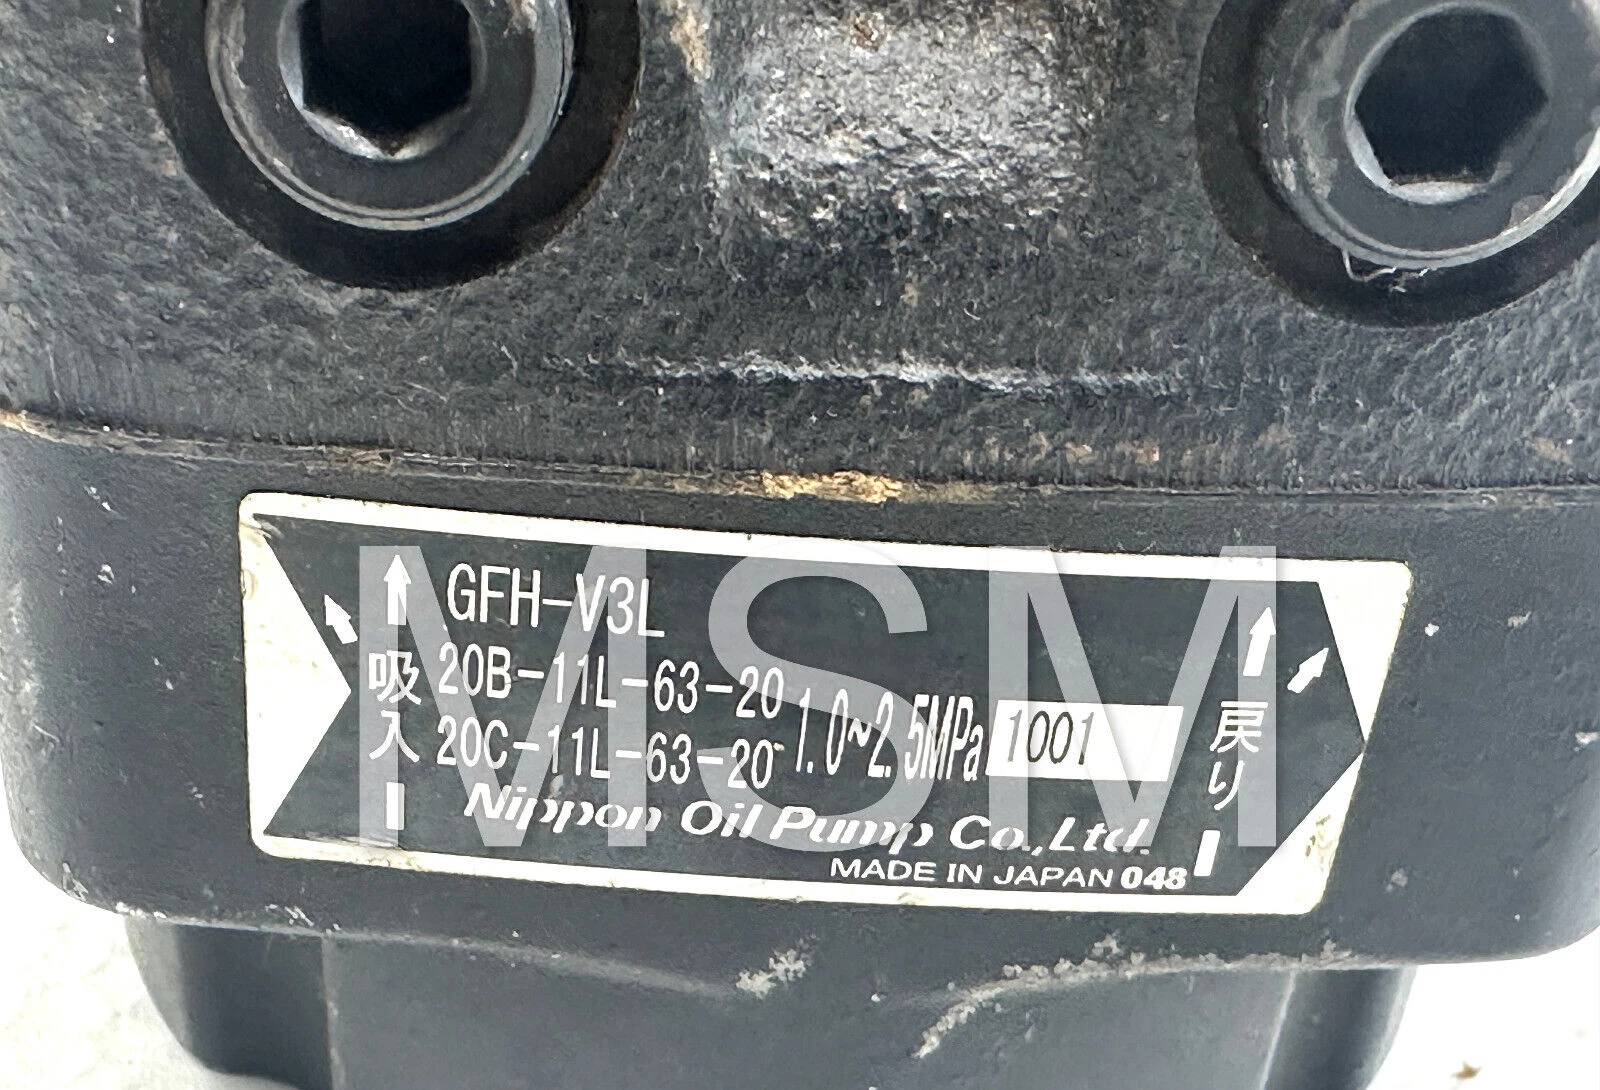 GFH-V3L
20B-11L-63-20
20C-11L-63-20
1.0~2.5MPa
1001
吸入
戻り
Nippon Oil Pump Co.,Ltd.
MADE IN JAPAN 048
MSM